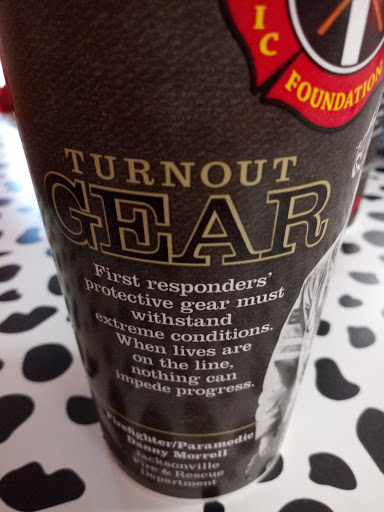 IC
FOUNDATION
TURNOUT
GEAR
First responders'
protective gear must
withstand
extreme conditions.
When lives are
on the line,
nothing can
impede progress.
Firefighter/Paramedic
Danny Morrell
Jacksonville
Fire & Rescue
Department